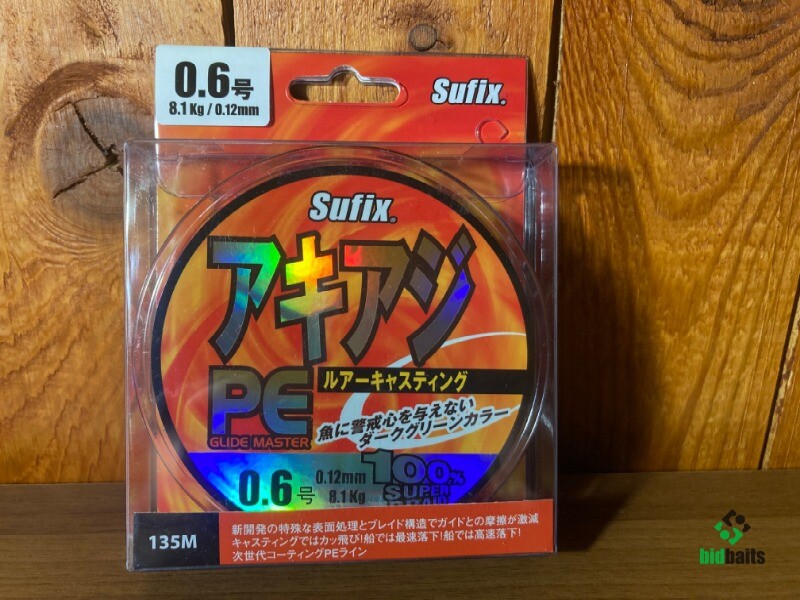 0.6号
8.1Kg / 0.12mm
Sufix®
Sufix®
アキアジ
PE
ルアーキャスティング
GLIDE MASTER
魚に警戒心を与えない
ダークグリーンカラー
0.6号
0.12mm
8.1Kg
100%
SUPER
135M
新開発の特殊な表面処理とブレイド構造でガイドとの摩擦が激減
キャスティングではカッ飛び!船では最速落下!船では高速落下!
次世代コーティングPEライン
bidbaits